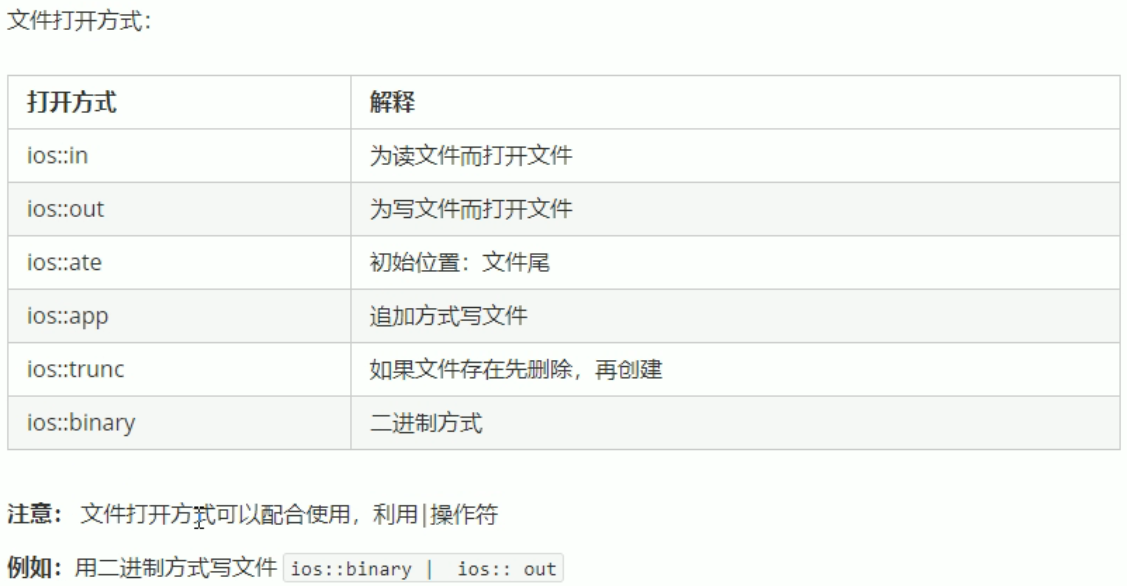 文件打开方式：
打开方式 解释
ios::in 为读文件而打开文件
ios::out 为写文件而打开文件
ios::ate 初始位置：文件尾
ios::app 追加方式写文件
ios::trunc 如果文件存在先删除，再创建
ios::binary 二进制方式
注意： 文件打开方式可以配合使用，利用|操作符
例如：用二进制方式写文件 ios::binary | ios:: out